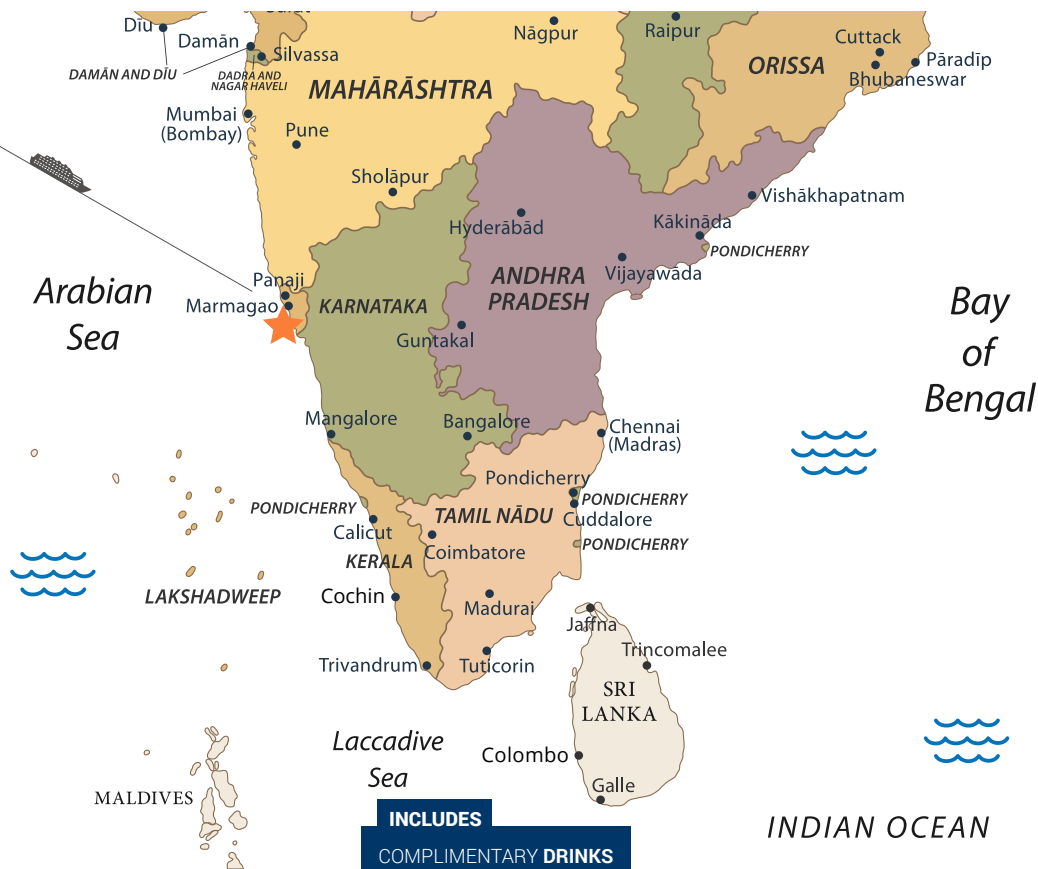 Surat
Diu
Nāgpur
Raipur
Cuttack
Damān
Silvassa
ORISSA
Pāradīp
DAMĀN AND DĪU
DADRA AND
NAGAR HAVELI
Bhubaneswar
MAHĀRĀSHTRA
Mumbai
(Bombay)
Pune
Sholāpur
Vishākhapatnam
Hyderābād
Kākināda
PONDICHERRY
Vijayawāda
ANDHRA
PRADESH
Panaji
Marmagao
KARNATAKA
Arabian
Sea
Bay
of
Bengal
Guntakal
Mangalore
Bangalore
Chennai
(Madras)
Pondicherry
PONDICHERRY
PONDICHERRY
Cuddalore
TAMIL NĀDU
Calicut
PONDICHERRY
Coimbatore
KERALA
LAKSHADWEEP
Cochin
Madurai
Jaffna
Trincomalee
Trivandrum
Tuticorin
SRI
LANKA
Laccadive
Sea
Colombo
Galle
MALDIVES
INDIAN OCEAN
INCLUDES
COMPLIMENTARY DRINKS